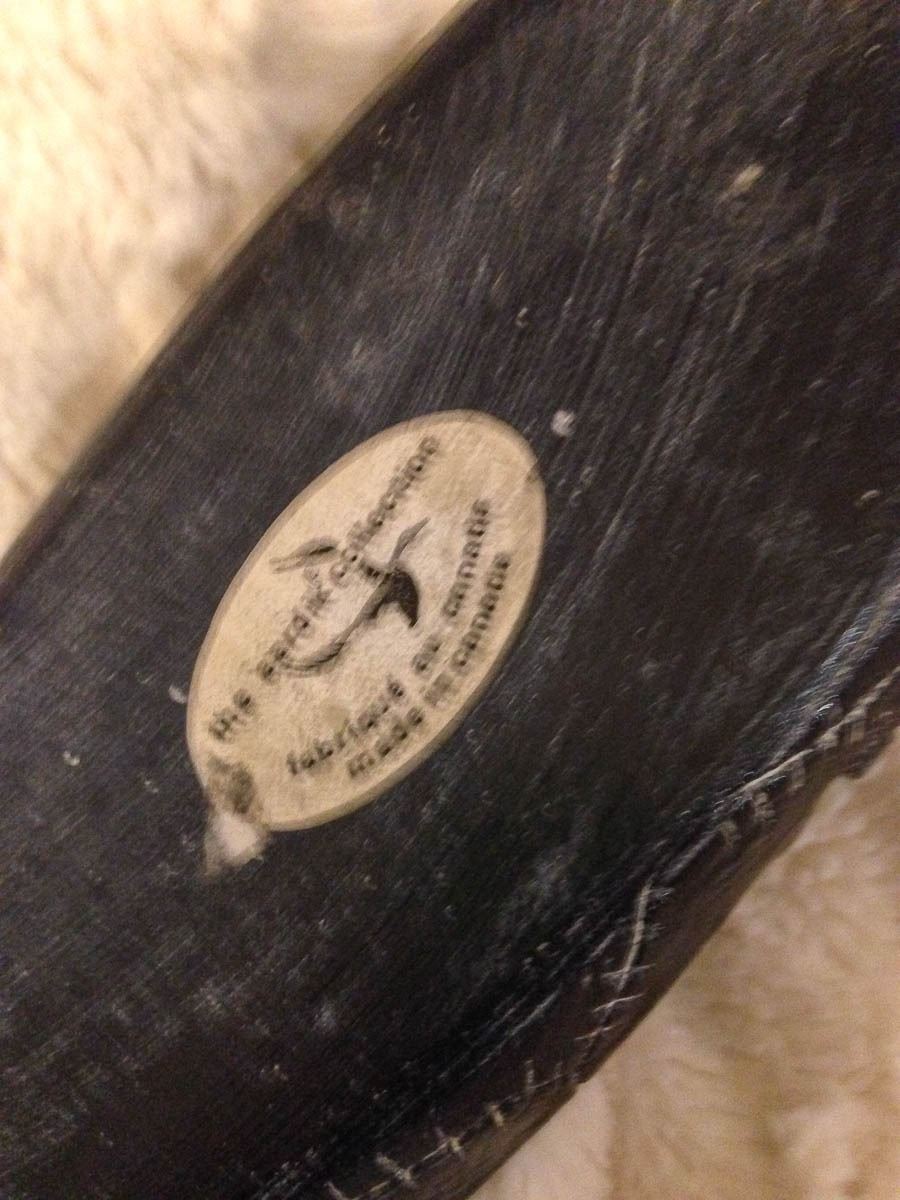 the collection
fabriqué au canada
made in canada